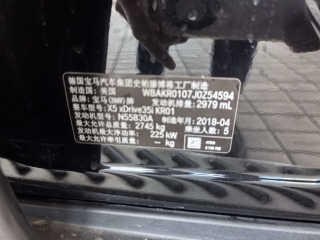 德国宝马汽车集团史帕腾博格工厂制造
制造国: 美国 WBAKR0107J0Z54594
品牌: 宝马(BMW)牌 发动机排量: 2979 mL
整车型号: X5 xDrive35i KR01
发动机型号: N55B30A 制造年月: 2018-04
最大允许总质量: 2745 kg 乘坐人数: 5
发动机最大净功率: 225 kW
最大允许牵引质量: -- kg